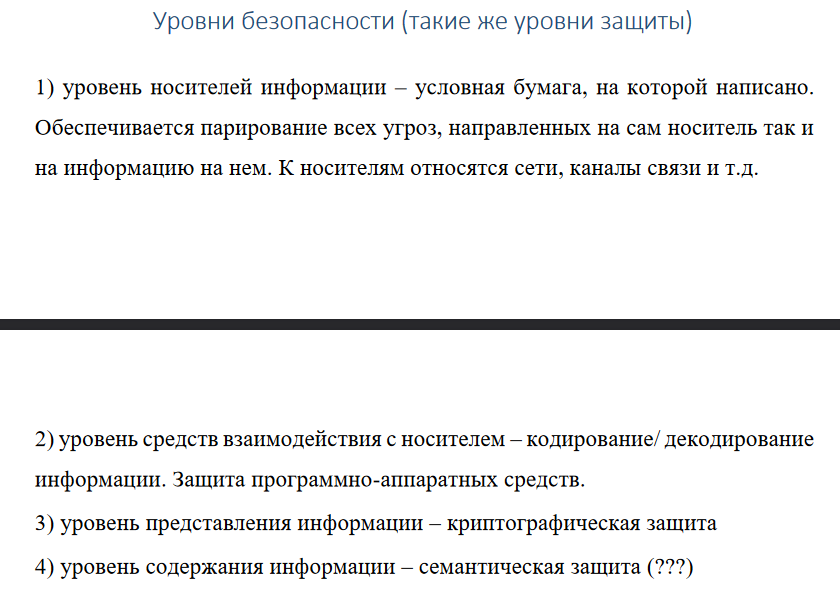 Уровни безопасности (такие же уровни защиты)
1) уровень носителей информации – условная бумага, на которой написано.
Обеспечивается парирование всех угроз, направленных на сам носитель так и
на информацию на нем. К носителям относятся сети, каналы связи и т.д.
2) уровень средств взаимодействия с носителем – кодирование/ декодирование
информации. Защита программно-аппаратных средств.
3) уровень представления информации – криптографическая защита
4) уровень содержания информации – семантическая защита (???)